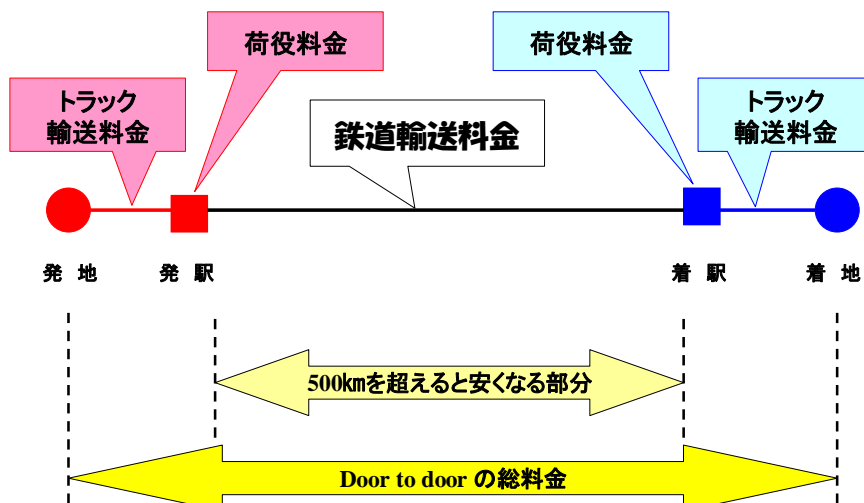 荷役料金
荷役料金
トラック
輸送料金
鉄道輸送料金
トラック
輸送料金
発 地
発 駅
着 駅
着 地
500kmを超えると安くなる部分
Door to door の総料金